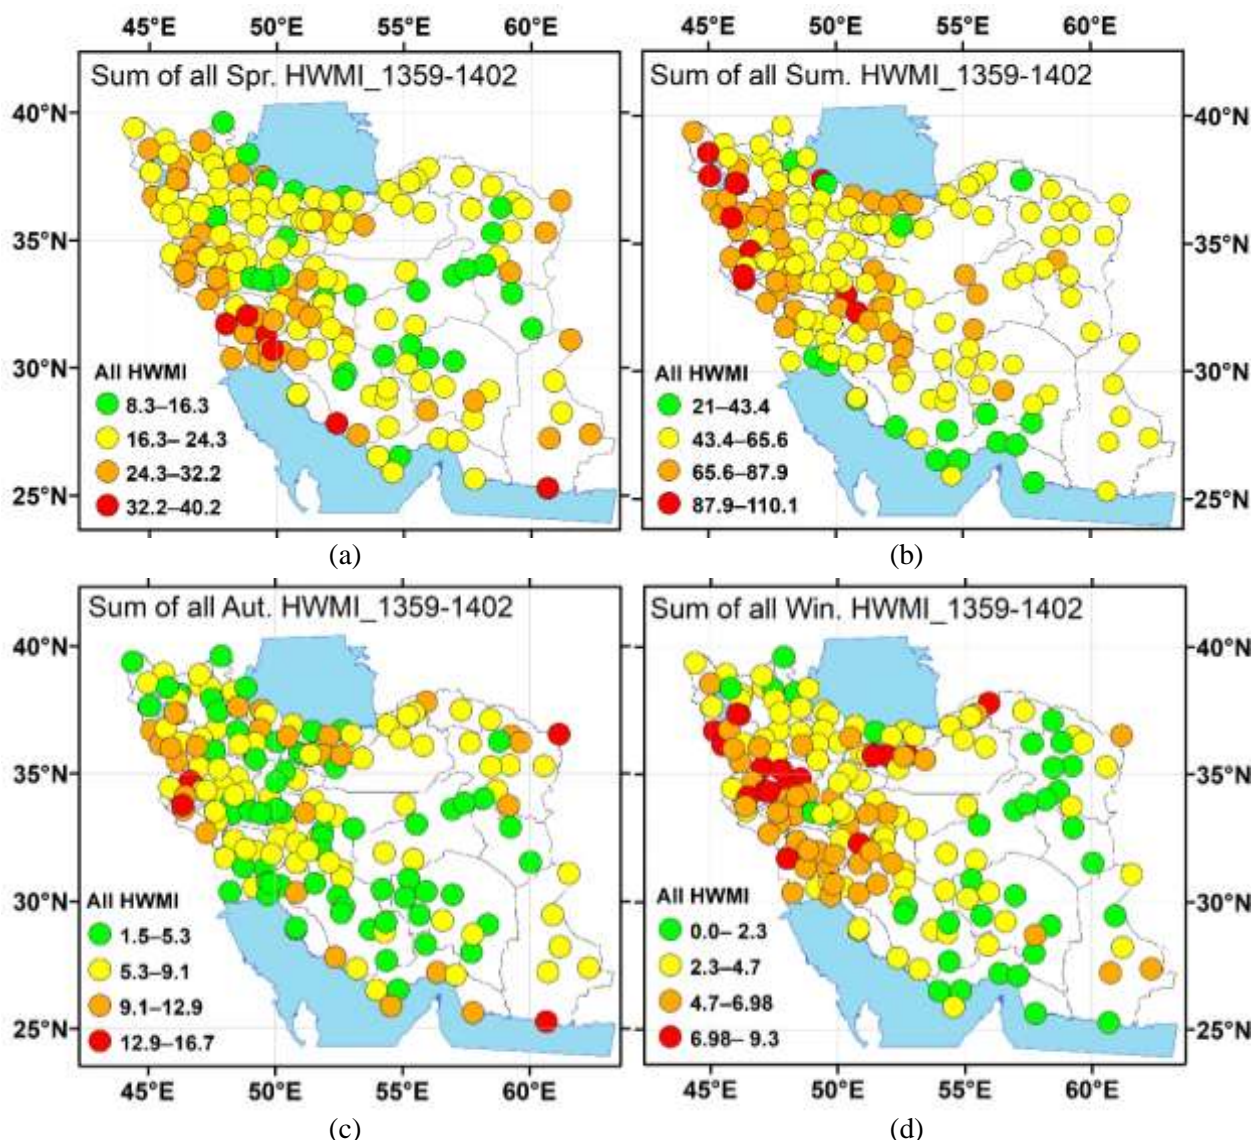 45°E 50°E 55°E 60°E 45°E 50°E 55°E 60°E
Sum of all Spr. HWMI_1359-1402
40°N
35°N
30°N
25°N
All HWMI
8.3–16.3
16.3– 24.3
24.3–32.2
32.2–40.2
(a)
Sum of all Sum. HWMI_1359-1402
40°N
35°N
30°N
25°N
All HWMI
21–43.4
43.4–65.6
65.6–87.9
87.9–110.1
(b)
Sum of all Aut. HWMI_1359-1402
40°N
35°N
30°N
25°N
All HWMI
1.5–5.3
5.3–9.1
9.1–12.9
12.9–16.7
Sum of all Win. HWMI_1359-1402
40°N
35°N
30°N
25°N
All HWMI
0.0– 2.3
2.3–4.7
4.7–6.98
6.98– 9.3
45°E 50°E 55°E 60°E 45°E 50°E 55°E 60°E
(c) (d)